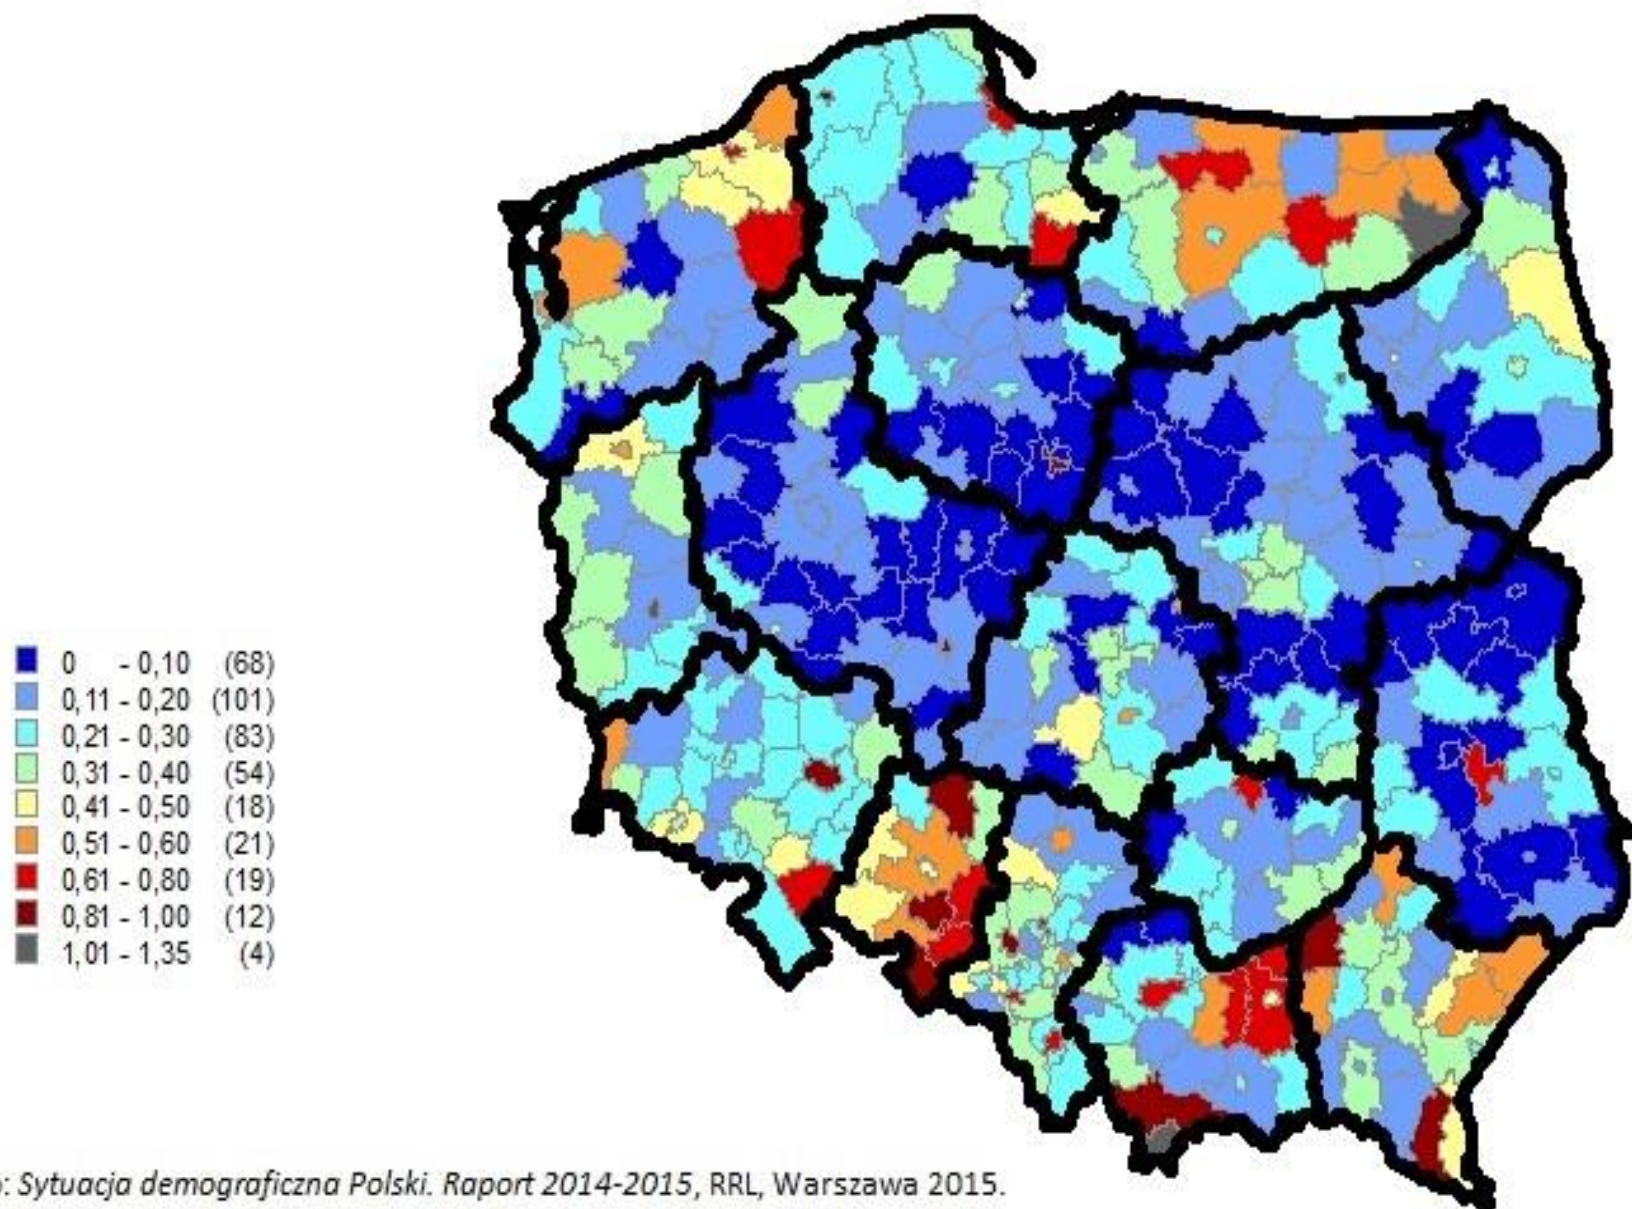 0 - 0,10 (68)
0,11 - 0,20 (101)
0,21 - 0,30 (83)
0,31 - 0,40 (54)
0,41 - 0,50 (18)
0,51 - 0,60 (21)
0,61 - 0,80 (19)
0,81 - 1,00 (12)
1,01 - 1,35 (4)
: Sytuacja demograficzna Polski. Raport 2014-2015, RRL, Warszawa 2015.